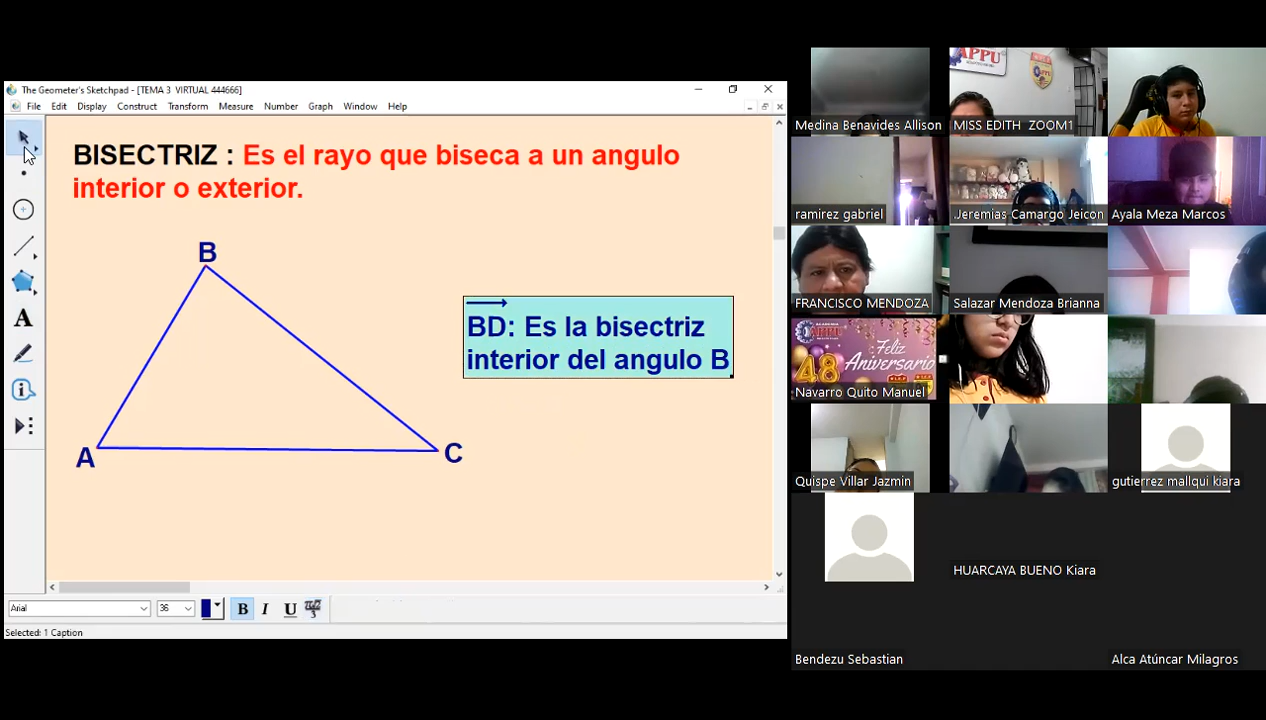 The Geometer's Sketchpad - [TEMA 3 VIRTUAL 444666]
File Edit Display Construct Transform Measure Number Graph Window Help
BISECTRIZ : Es el rayo que biseca a un angulo
interior o exterior.
B
A
C
BD: Es la bisectriz
interior del angulo B
A
Arial
36
B I U
Selected: 1 Caption
Medina Benavides Allison
APPU
MISS EDITH ZOOM1
ramirez gabriel
Jeremias Camargo Jeicon
Ayala Meza Marcos
FRANCISCO MENDOZA
Salazar Mendoza Brianna
APPU
Feliz
48 Aniversario
Navarro Quito Manuel
Quispe Villar Jazmin
gutierrez mallqui kiara
HUARCAYA BUENO Kiara
Bendezu Sebastian
Alca Atúncar Milagros